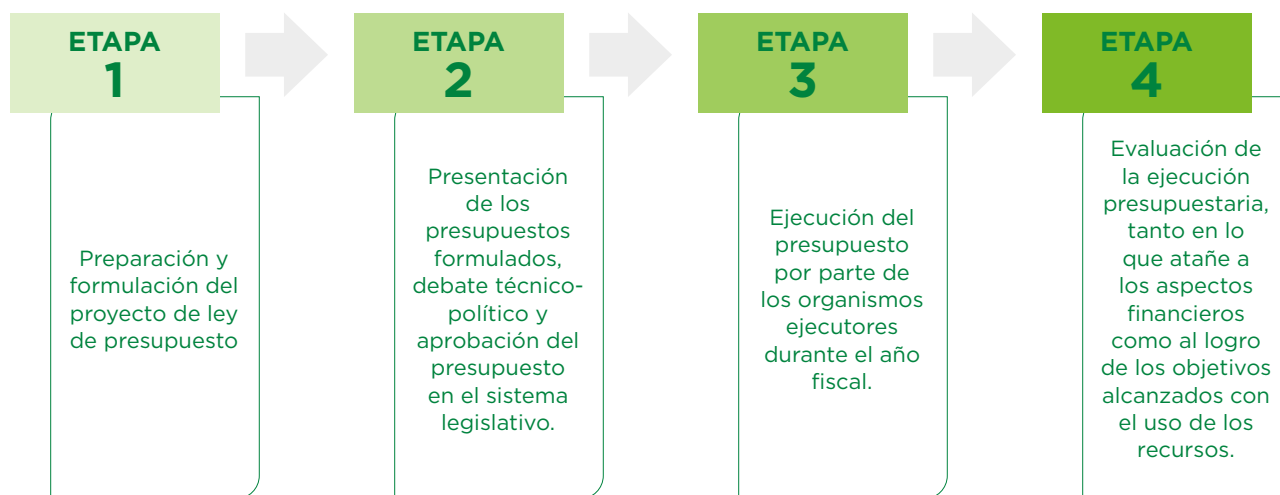 ETAPA
1
Preparación y
formulación del
proyecto de ley
de presupuesto
ETAPA
2
Presentación
de los
presupuestos
formulados,
debate técnico-
político y
aprobación del
presupuesto
en el sistema
legislativo.
ETAPA
3
Ejecución del
presupuesto
por parte de
los organismos
ejecutores
durante el año
fiscal.
ETAPA
4
Evaluación de
la ejecución
presupuestaria,
tanto en lo
que atañe a
los aspectos
financieros
como al logro
de los objetivos
alcanzados con
el uso de los
recursos.